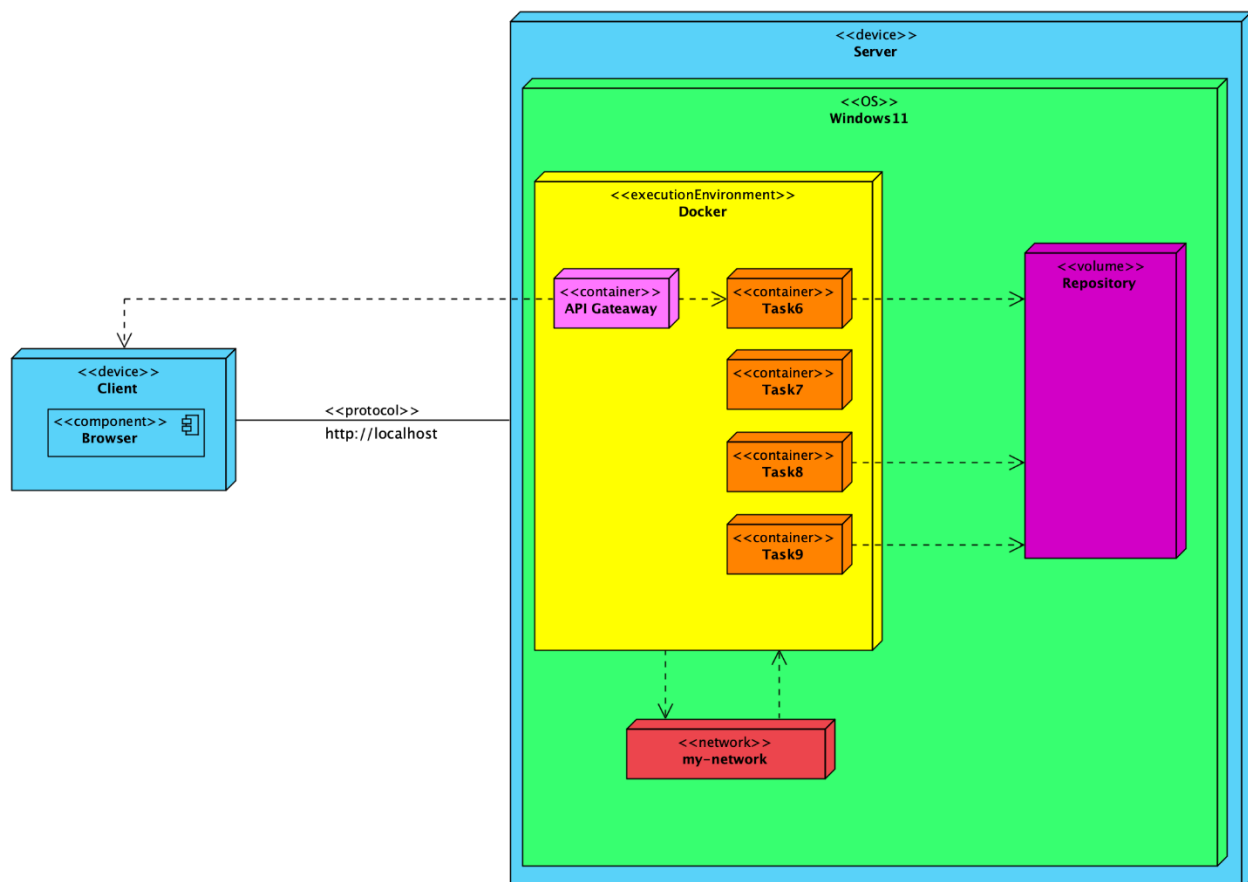 <<device>>
Server
<<OS>>
Windows11
<<executionEnvironment>>
Docker
<<container>>
API Gateaway
<<container>>
Task6
<<volume>>
Repository
<<container>>
Task7
<<device>>
Client
<<component>>
Browser
<<protocol>>
http://localhost
<<container>>
Task8
<<container>>
Task9
<<network>>
my-network